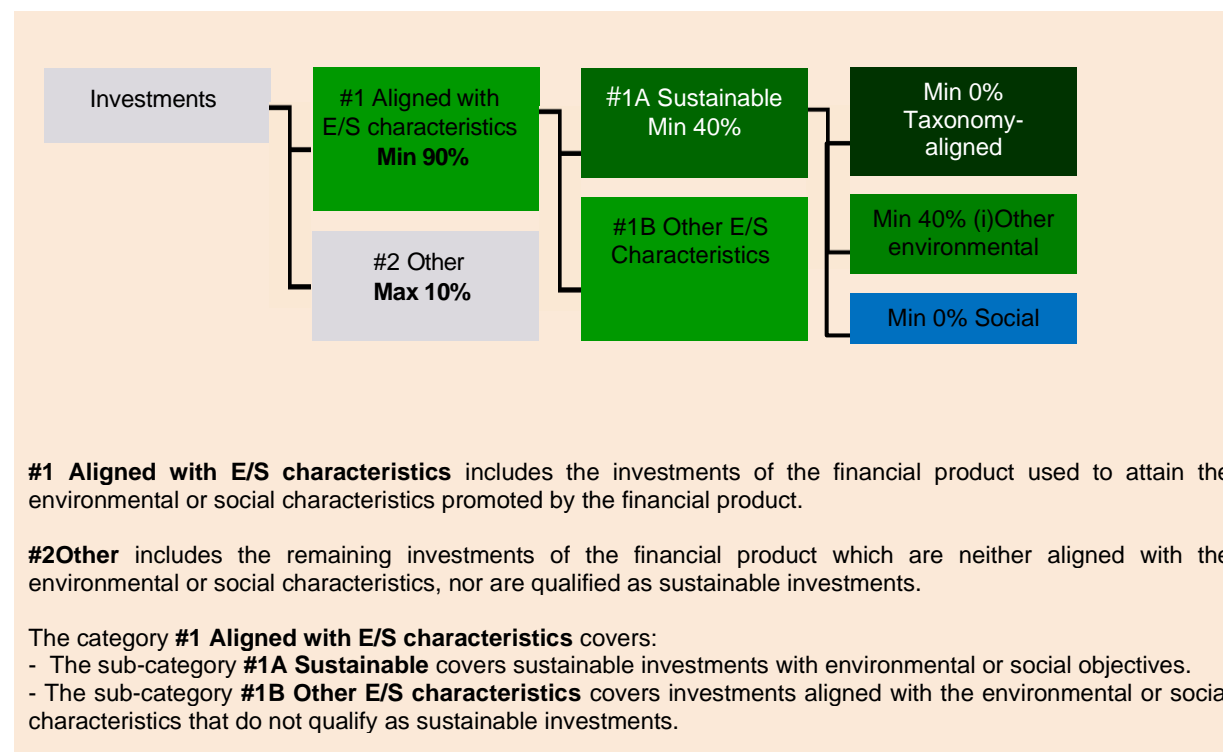 Investments
#1 Aligned with
E/S characteristics
Min 90%
#2 Other
Max 10%
#1A Sustainable
Min 40%
#1B Other E/S
Characteristics
Min 0%
Taxonomy-
aligned
Min 40% (i)Other
environmental
Min 0% Social
#1 Aligned with E/S characteristics includes the investments of the financial product used to attain the
environmental or social characteristics promoted by the financial product.
#2Other includes the remaining investments of the financial product which are neither aligned with the
environmental or social characteristics, nor are qualified as sustainable investments.
The category #1 Aligned with E/S characteristics covers:
- The sub-category #1A Sustainable covers sustainable investments with environmental or social objectives.
- The sub-category #1B Other E/S characteristics covers investments aligned with the environmental or social
characteristics that do not qualify as sustainable investments.